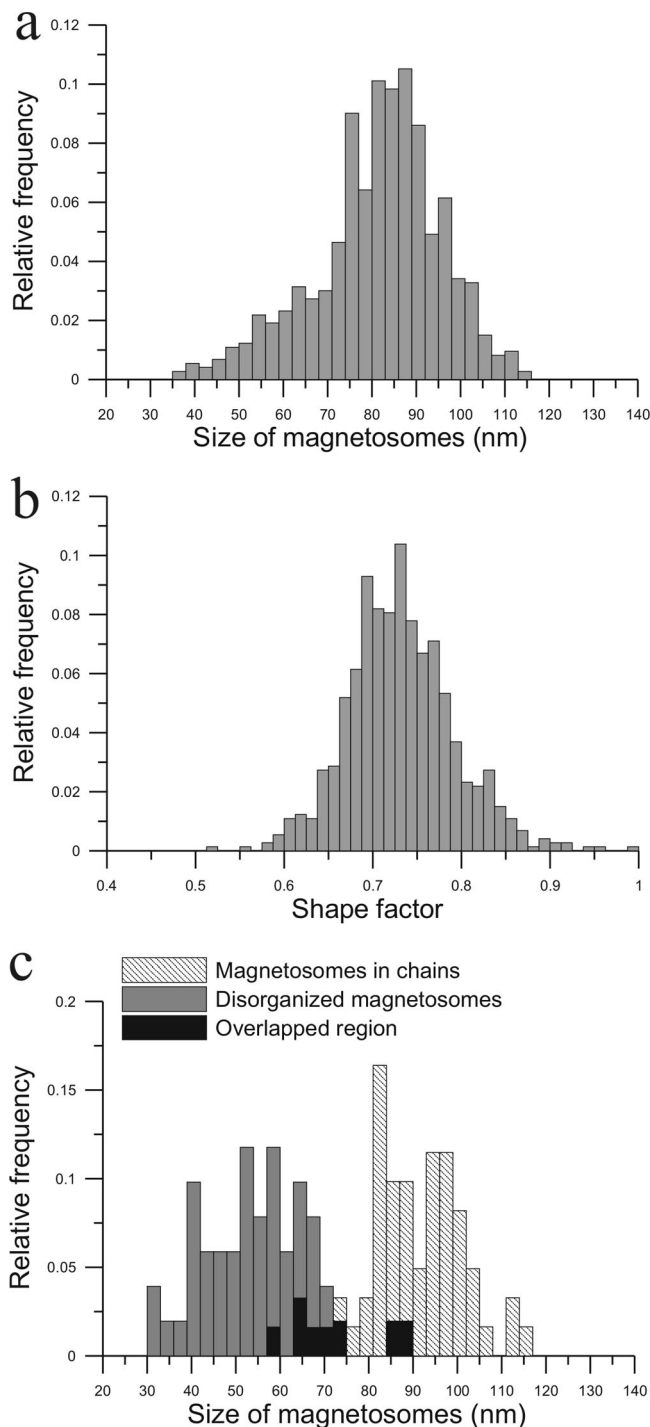 a
0.12
0.1
0.08
0.06
0.04
0.02
0
Relative frequency
20 30 40 50 60 70 80 90 100 110 120 130 140
Size of magnetosomes (nm)
b
0.12
0.1
0.08
0.06
0.04
0.02
0
Relative frequency
0.4 0.5 0.6 0.7 0.8 0.9 1
Shape factor
c
Magnetosomes in chains
Disorganized magnetosomes
Overlapped region
0.2
0.15
0.1
0.05
0
Relative frequency
20 30 40 50 60 70 80 90 100 110 120 130 140
Size of magnetosomes (nm)